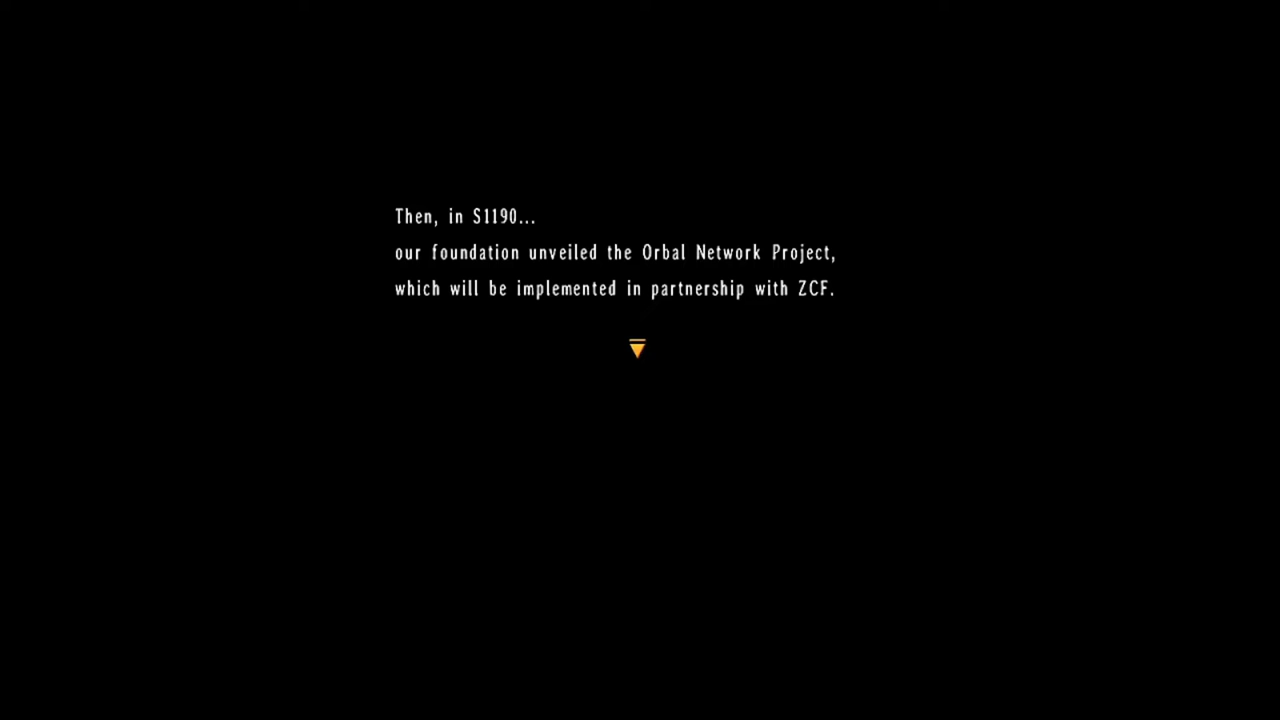 Then, in S1190...
our foundation unveiled the Orbal Network Project,
which will be implemented in partnership with ZCF.